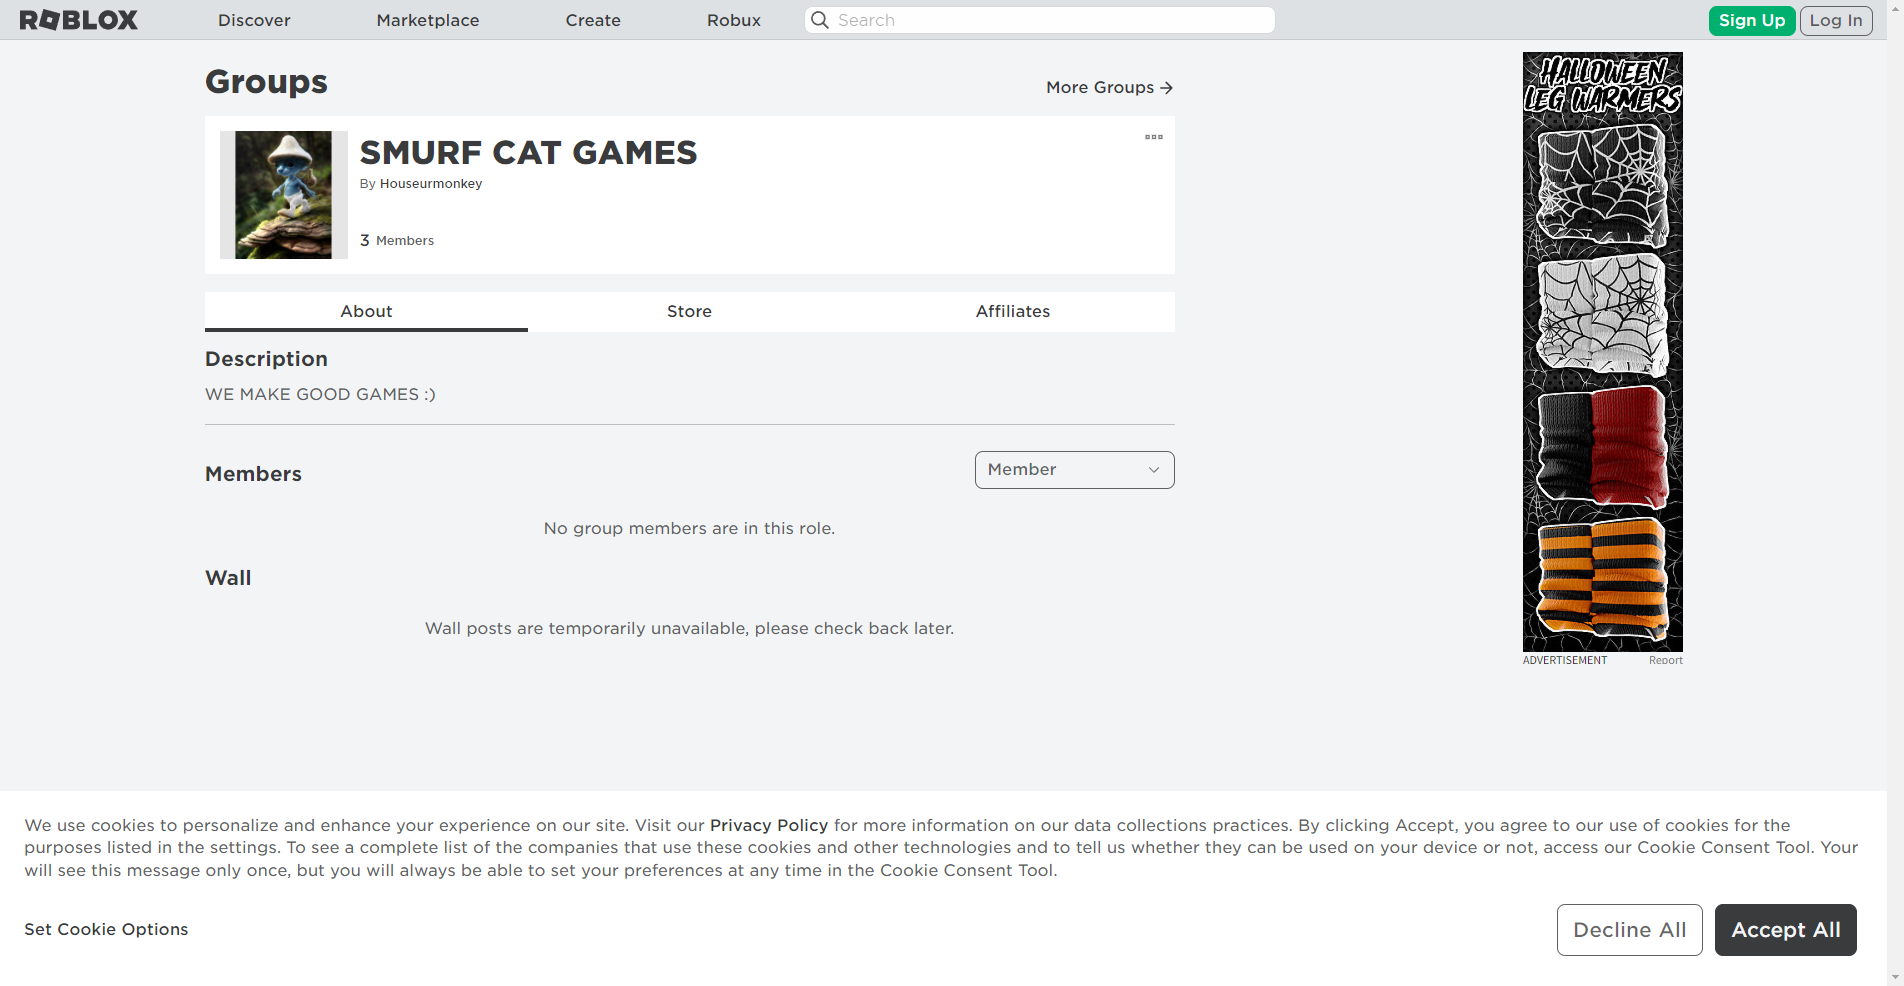 ROBLOX
Discover
Marketplace
Create
Robux
Search
Sign Up
Log In
Groups
More Groups →
SMURF CAT GAMES
By Houseurmonkey
3 Members
About
Store
Affiliates
Description
WE MAKE GOOD GAMES :)
Members
Member
No group members are in this role.
Wall
Wall posts are temporarily unavailable, please check back later.
HALLOWEEN
LEG WARMERS
ADVERTISEMENT
Report
We use cookies to personalize and enhance your experience on our site. Visit our Privacy Policy for more information on our data collections practices. By clicking Accept, you agree to our use of cookies for the
purposes listed in the settings. To see a complete list of the companies that use these cookies and other technologies and to tell us whether they can be used on your device or not, access our Cookie Consent Tool. Your
will see this message only once, but you will always be able to set your preferences at any time in the Cookie Consent Tool.
Set Cookie Options
Decline All
Accept All